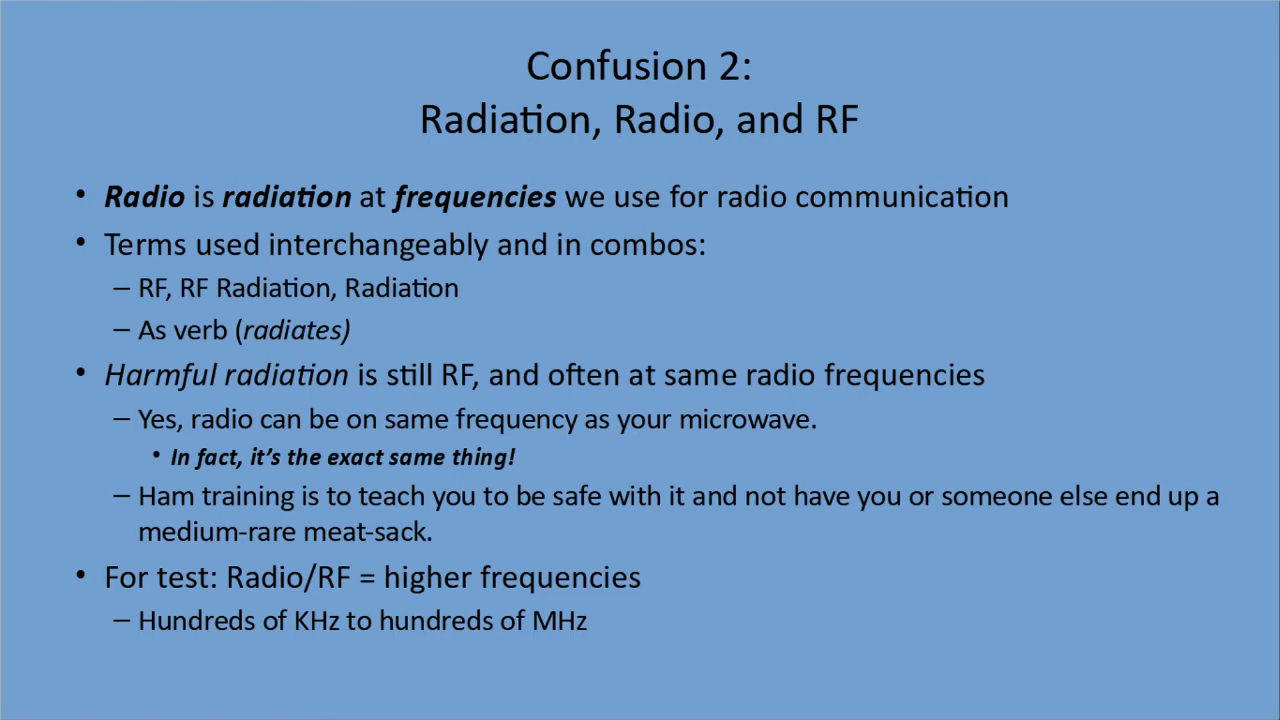 Confusion 2:
Radiation, Radio, and RF
• Radio is radiation at frequencies we use for radio communication
• Terms used interchangeably and in combos:
– RF, RF Radiation, Radiation
– As verb (radiates)
• Harmful radiation is still RF, and often at same radio frequencies
– Yes, radio can be on same frequency as your microwave.
• In fact, it’s the exact same thing!
– Ham training is to teach you to be safe with it and not have you or someone else end up a
medium-rare meat-sack.
• For test: Radio/RF = higher frequencies
– Hundreds of KHz to hundreds of MHz